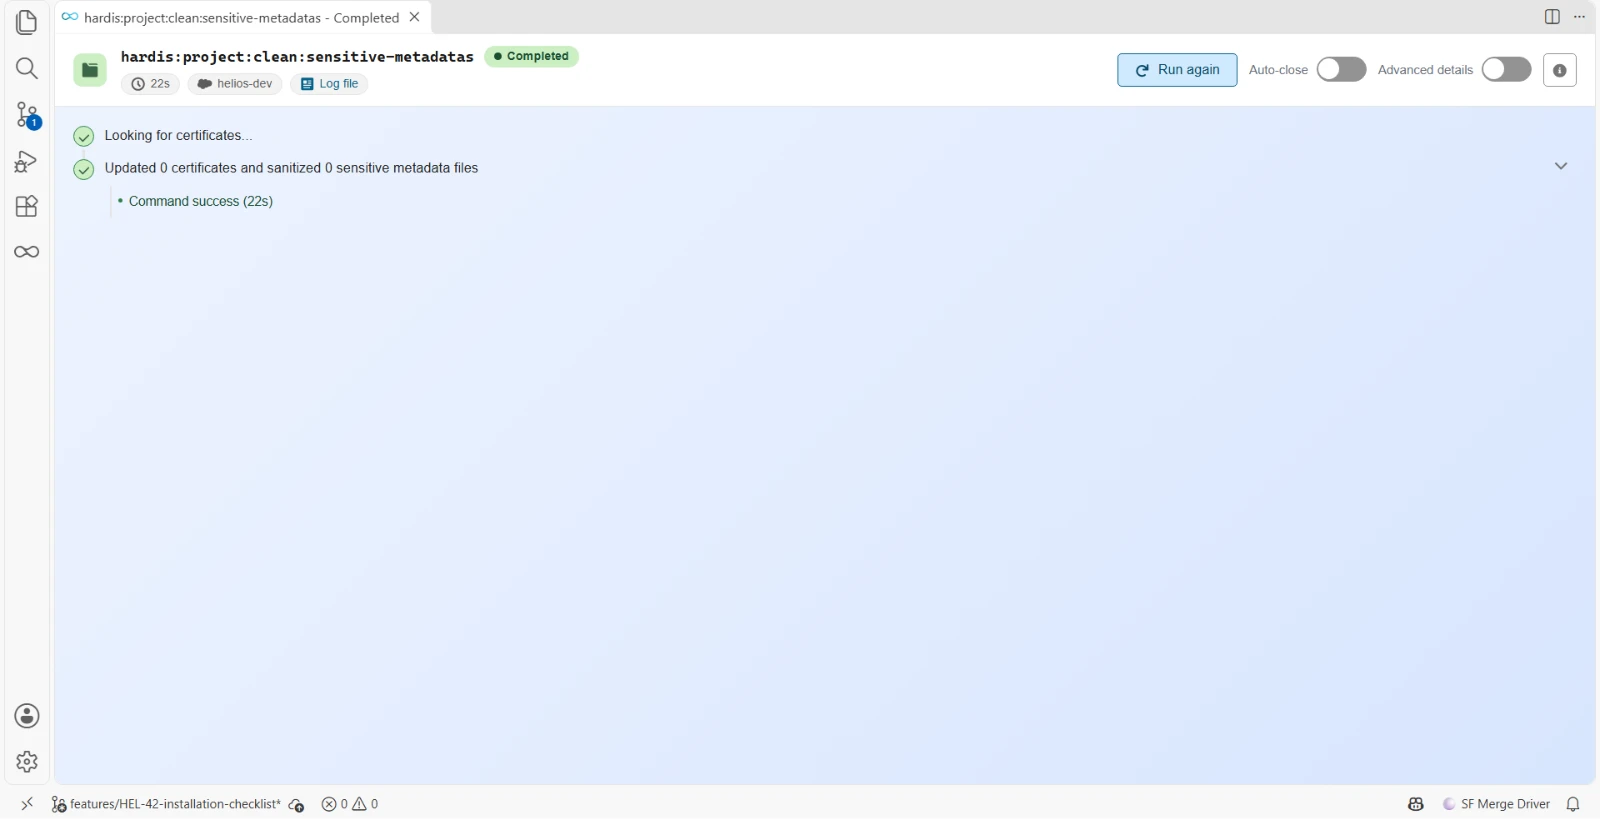 hardis:project:clean:sensitive-metadatas - Completed
hardis:project:clean:sensitive-metadatas
Completed
22s
helios-dev
Log file
Run again
Auto-close
Advanced details
1
Looking for certificates...
Updated 0 certificates and sanitized 0 sensitive metadata files
• Command success (22s)
features/HEL-42-installation-checklist*
0
0
SF Merge Driver